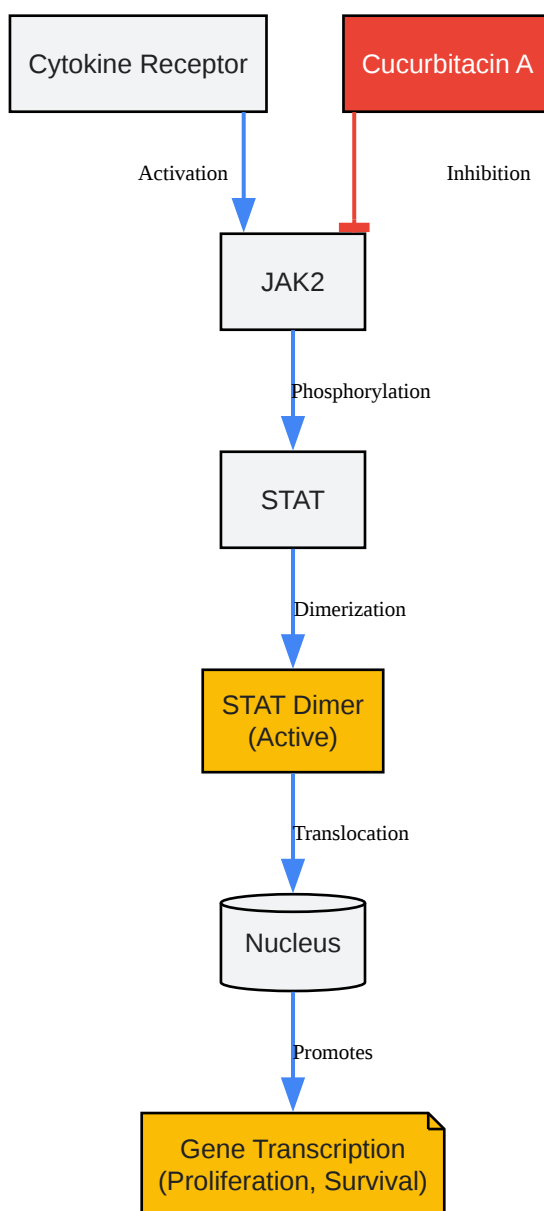 Cytokine Receptor
Cucurbitacin A
Activation
Inhibition
JAK2
Phosphorylation
STAT
Dimerization
STAT Dimer
(Active)
Translocation
Nucleus
Promotes
Gene Transcription
(Proliferation, Survival)